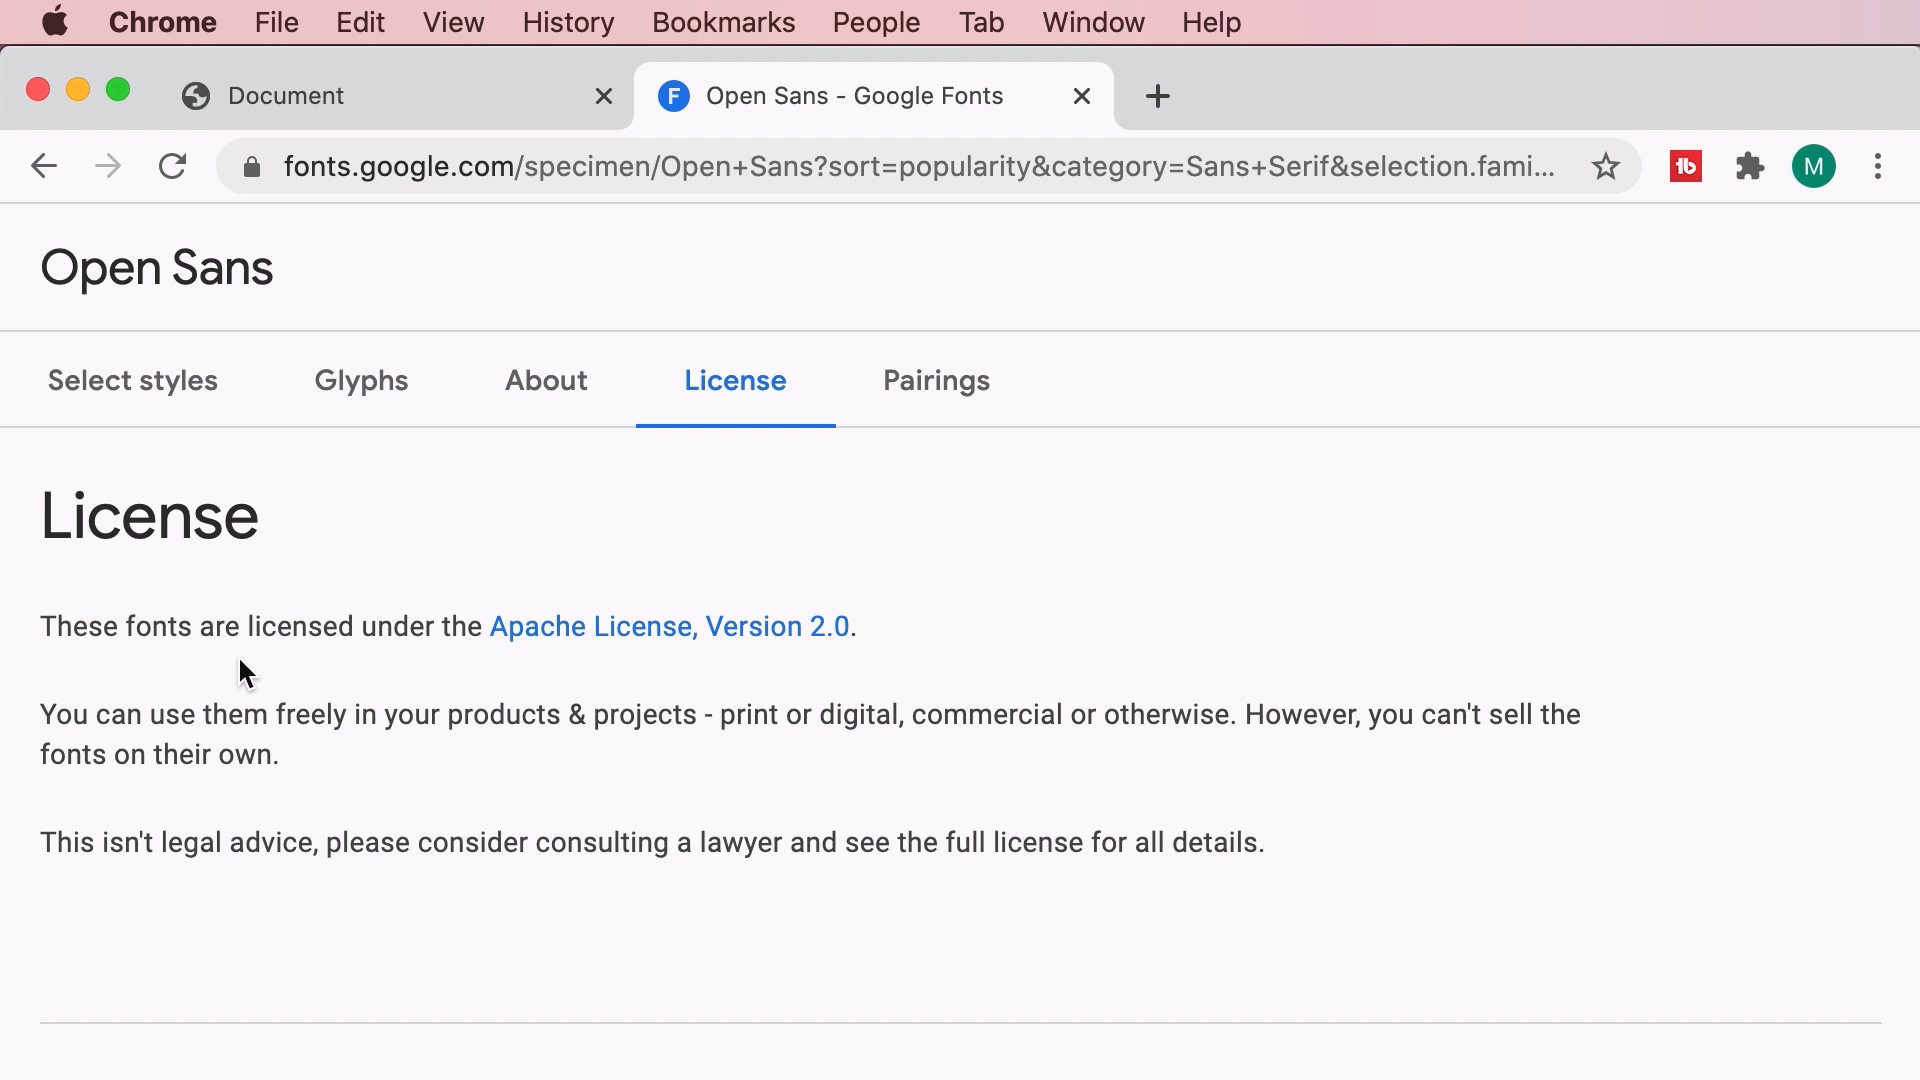 Chrome File Edit View History Bookmarks People Tab Window Help
Document
F Open Sans - Google Fonts
fonts.google.com/specimen/Open+Sans?sort=popularity&category=Sans+Serif&selection.fami...
M
Open Sans
Select styles Glyphs About License Pairings
License
These fonts are licensed under the Apache License, Version 2.0.
You can use them freely in your products & projects - print or digital, commercial or otherwise. However, you can't sell the
fonts on their own.
This isn't legal advice, please consider consulting a lawyer and see the full license for all details.